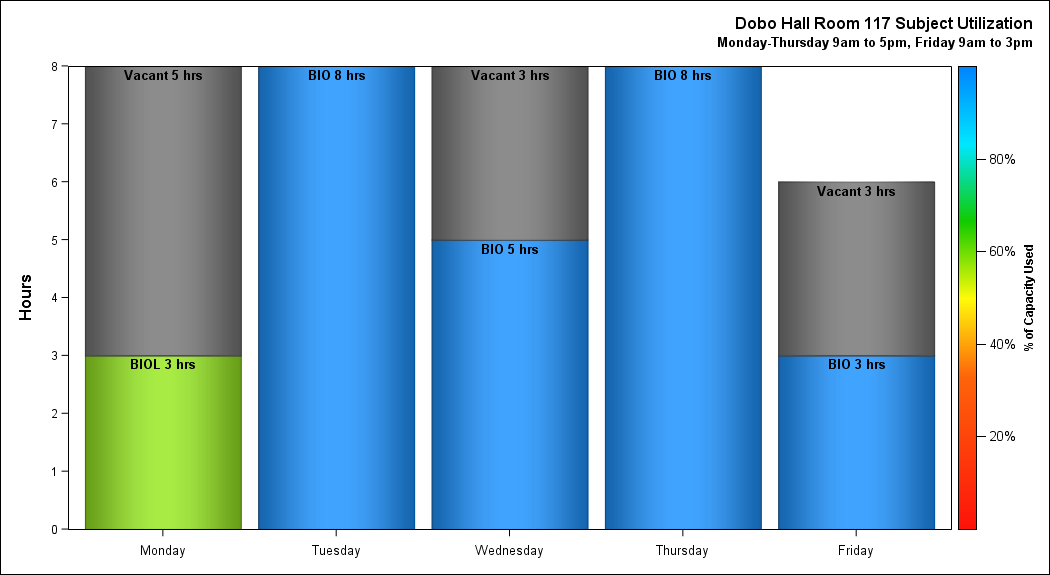 Dobo Hall Room 117 Subject Utilization
Monday-Thursday 9am to 5pm, Friday 9am to 3pm
Hours
8
7
6
5
4
3
2
1
0
Vacant 5 hrs
BIOL 3 hrs
BIO 8 hrs
Vacant 3 hrs
BIO 5 hrs
BIO 8 hrs
Vacant 3 hrs
BIO 3 hrs
Monday
Tuesday
Wednesday
Thursday
Friday
80%
60%
40%
20%
% of Capacity Used